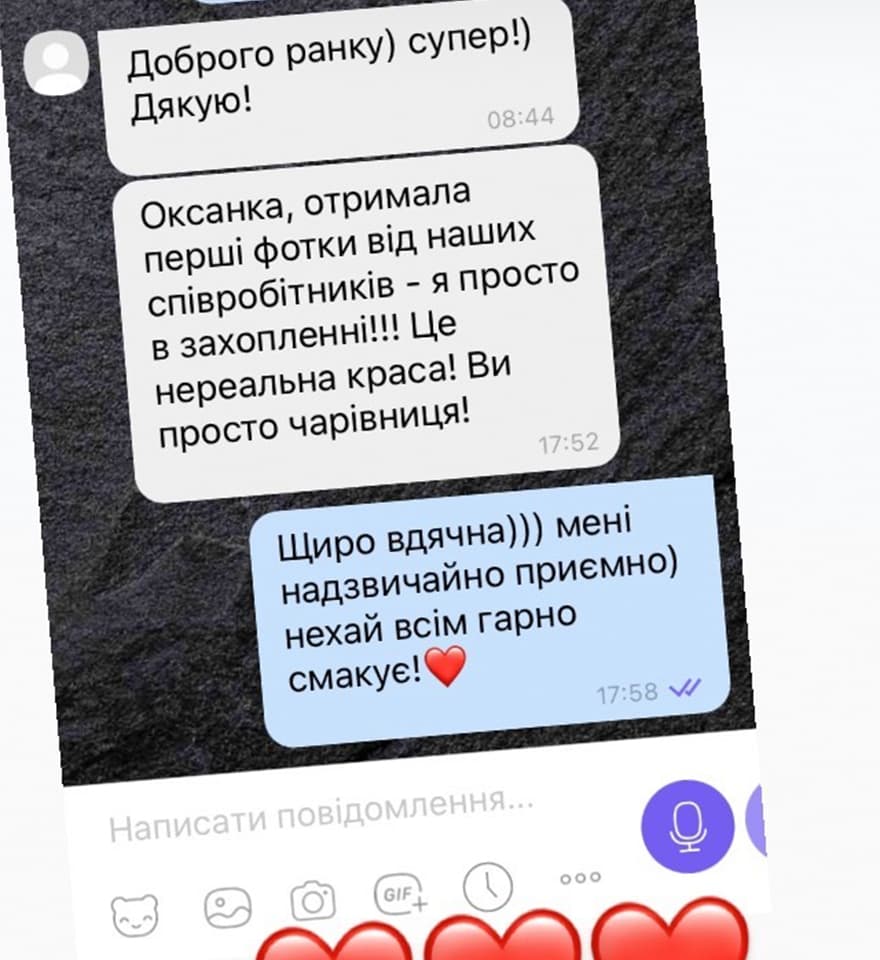 Доброго ранку) супер!)
Дякую!
08:44
Оксанка, отримала
перші фотки від наших
співробітників - я просто
в захопленні!!! Це
нереальна краса! Ви
просто чарівниця!
17:52
Щиро вдячна))) мені
надзвичайно приємно)
нехай всім гарно
смакує!❤️
17:58
Написати повідомлення...
GIF